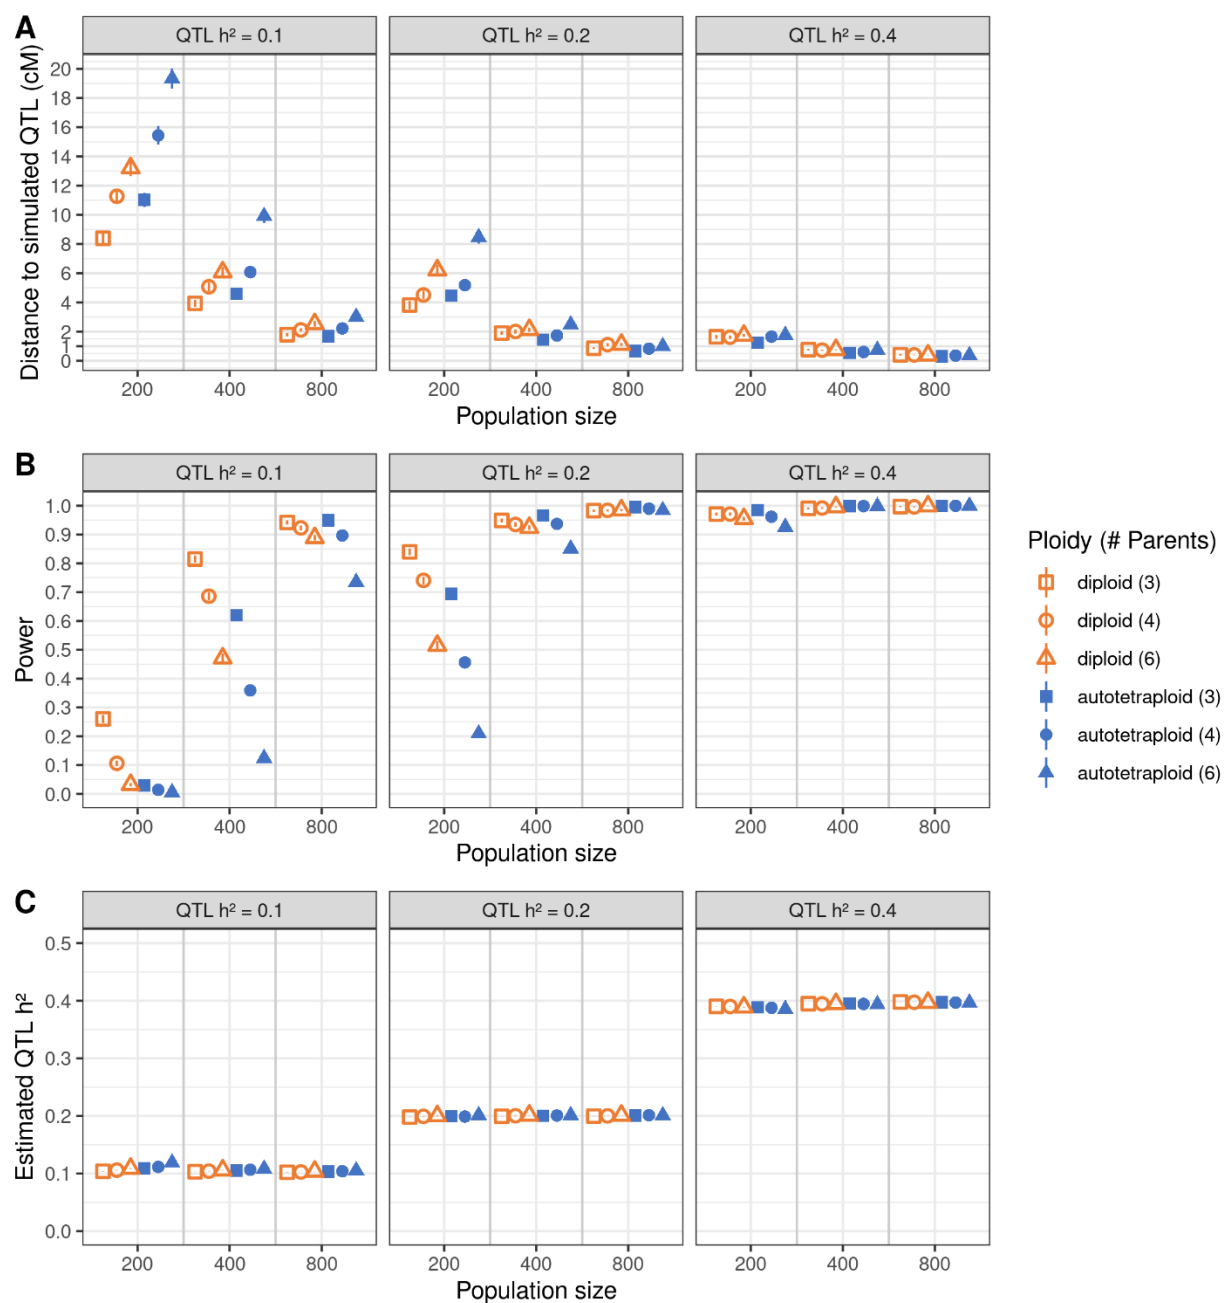 A
QTL h² = 0.1 QTL h² = 0.2 QTL h² = 0.4
Distance to simulated QTL (cM)
20
18
16
14
12
10
8
6
4
2
1
0
200 400 800 200 400 800 200 400 800
Population size
B
QTL h² = 0.1 QTL h² = 0.2 QTL h² = 0.4
Power
1.0
0.9
0.8
0.7
0.6
0.5
0.4
0.3
0.2
0.1
0.0
200 400 800 200 400 800 200 400 800
Population size
Ploidy (# Parents)
diploid (3)
diploid (4)
diploid (6)
autotetraploid (3)
autotetraploid (4)
autotetraploid (6)
C
QTL h² = 0.1 QTL h² = 0.2 QTL h² = 0.4
Estimated QTL h²
0.5
0.4
0.3
0.2
0.1
0.0
200 400 800 200 400 800 200 400 800
Population size